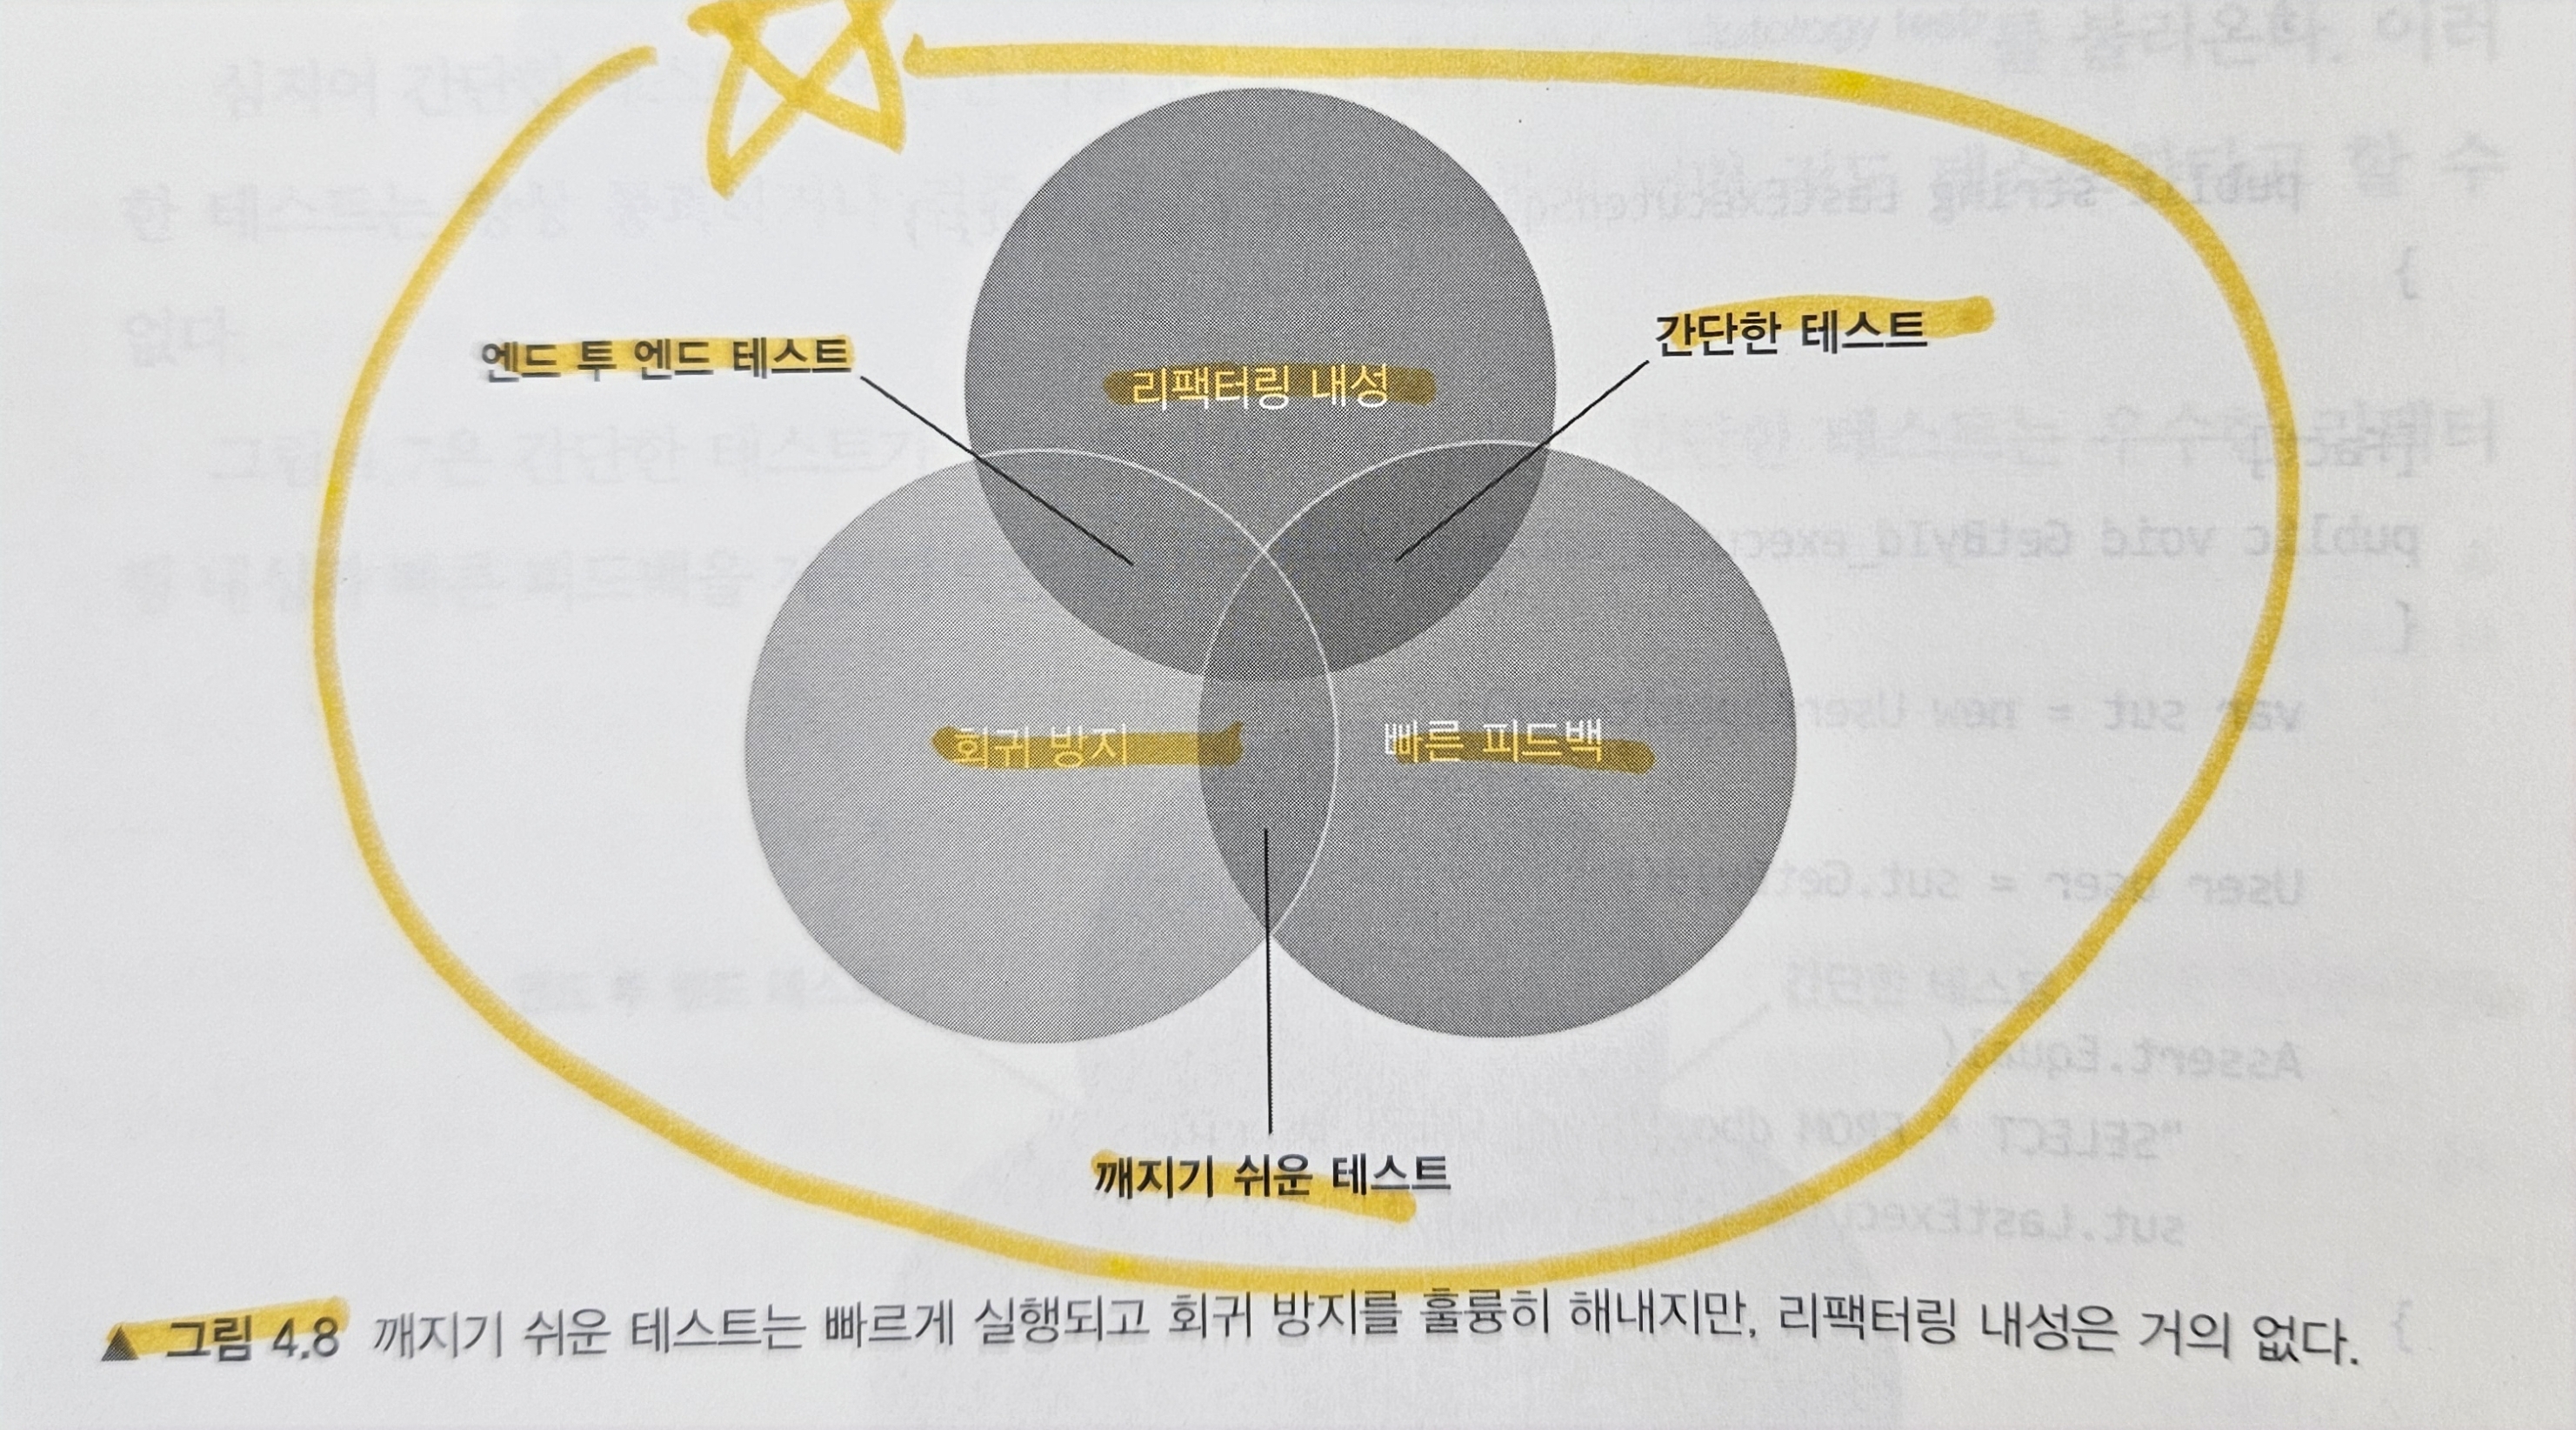 엔드 투 엔드 테스트
간단한 테스트
리팩터링 내성
회귀 방지
빠른 피드백
깨지기 쉬운 테스트
▲ 그림 4.8 깨지기 쉬운 테스트는 빠르게 실행되고 회귀 방지를 훌륭히 해내지만, 리팩터링 내성은 거의 없다.